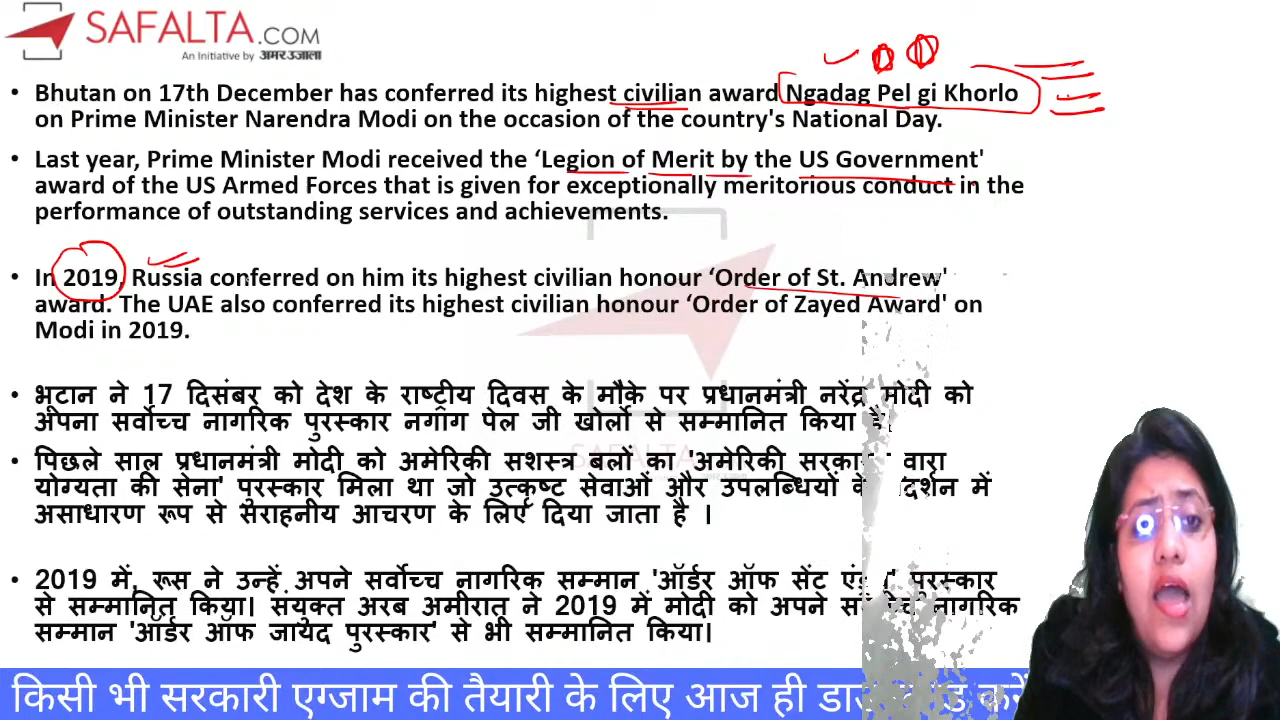 SAFALTA.COM
An Initiative by अमर उजाला
• Bhutan on 17th December has conferred its highest civilian award Ngadag Pel gi Khorlo
on Prime Minister Narendra Modi on the occasion of the country's National Day.
• Last year, Prime Minister Modi received the ‘Legion of Merit by the US Government'
award of the US Armed Forces that is given for exceptionally meritorious conduct in the
performance of outstanding services and achievements.
• In 2019, Russia conferred on him its highest civilian honour ‘Order of St. Andrew'
award. The UAE also conferred its highest civilian honour ‘Order of Zayed Award' on
Modi in 2019.
• भूटान ने 17 दिसंबर को देश के राष्ट्रीय दिवस के मौके पर प्रधानमंत्री नरेंद्र मोदी को
अपना सर्वोच्च नागरिक पुरस्कार नगाग पेल जी खोर्लो से सम्मानित किया है।
• पिछले साल प्रधानमंत्री मोदी को अमेरिकी सशस्त्र बलों का 'अमेरिकी
योग्यता की सेना' पुरस्कार मिला था जो उत्कृष्ट सेवाओं और उपलब्धियों में
असाधारण रूप से सराहनीय आचरण के लिए दिया जाता है ।
• 2019 में, रूस ने उन्हें अपने सर्वोच्च नागरिक सम्मान 'ऑर्डर ऑफ सेंट पुरस्कार
से सम्मानित किया। संयुक्त अरब अमीरात ने 2019 में मोदी को अपने नागरिक
सम्मान 'ऑर्डर ऑफ जायद पुरस्कार' से भी सम्मानित किया।
SAFALTA
किसी भी सरकारी एग्जाम की तैयारी के लिए आज ही करें